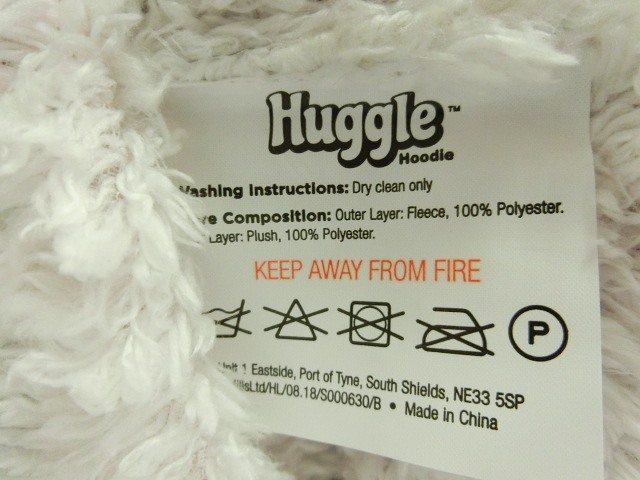 Huggle™
Hoodie
Washing Instructions: Dry clean only
Composition: Outer Layer: Fleece, 100% Polyester.
Layer: Plush, 100% Polyester.
KEEP AWAY FROM FIRE
P
Unit 1 Eastside, Port of Tyne, South Shields, NE33 5SP
Ltd/HL/08.18/S000630/B • Made in China